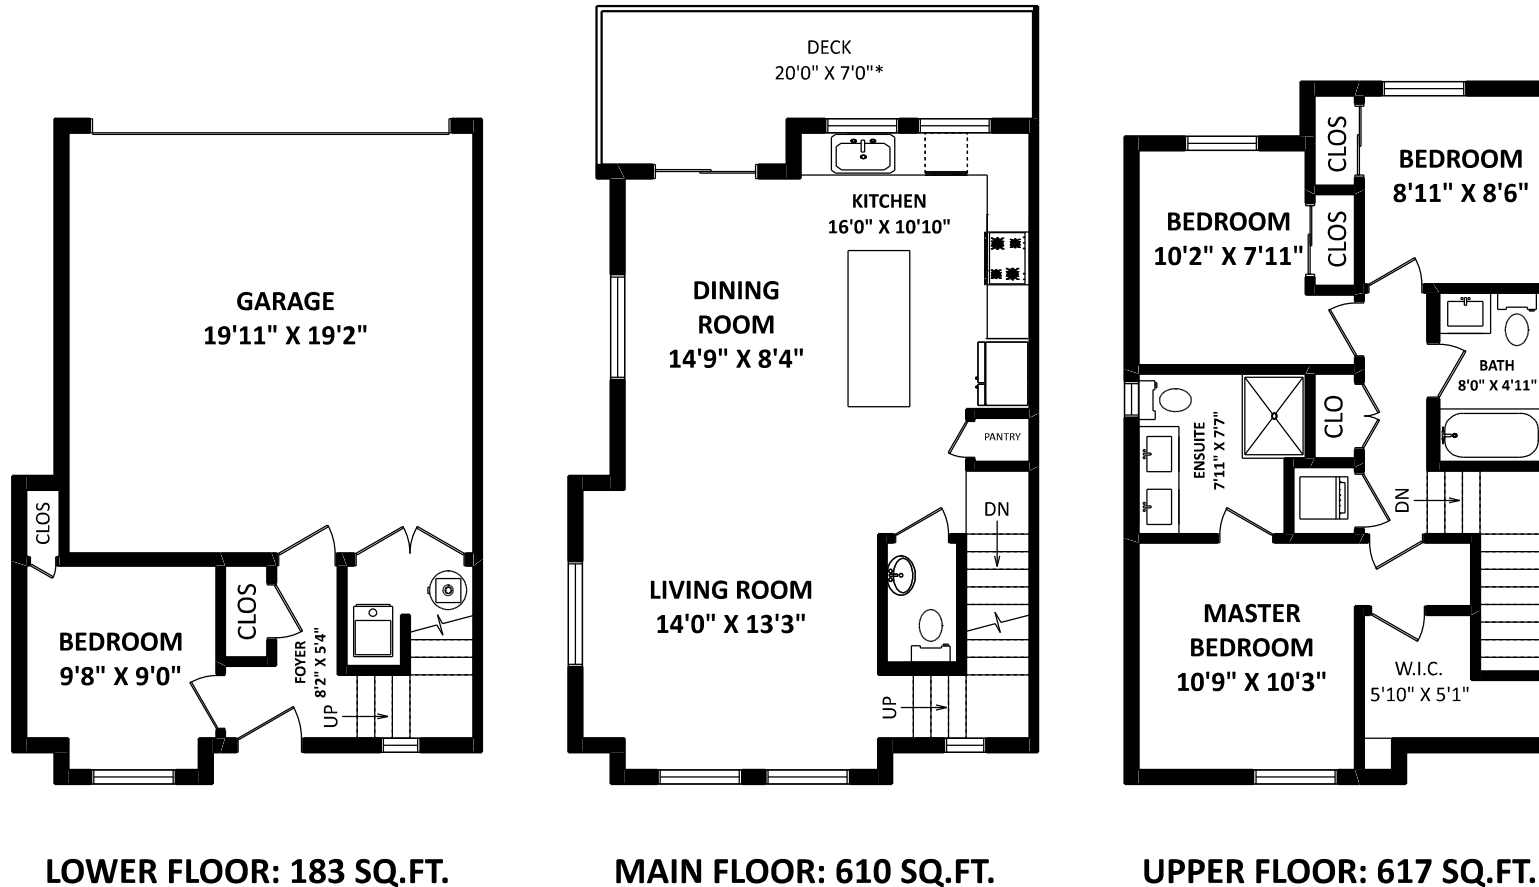 GARAGE
19'11" X 19'2"
CLOS
CLOS
BEDROOM
9'8" X 9'0"
FOYER
8'2" X 5'4"
UP
LOWER FLOOR: 183 SQ.FT.
DECK
20'0" X 7'0"*
KITCHEN
16'0" X 10'10"
DINING
ROOM
14'9" X 8'4"
PANTRY
DN
LIVING ROOM
14'0" X 13'3"
UP
MAIN FLOOR: 610 SQ.FT.
CLOS
BEDROOM
8'11" X 8'6"
BEDROOM
10'2" X 7'11"
CLOS
BATH
8'0" X 4'11"
CLO
ENSUITE
7'11" X 7'7"
DN
MASTER
BEDROOM
10'9" X 10'3"
W.I.C.
5'10" X 5'1"
UPPER FLOOR: 617 SQ.FT.